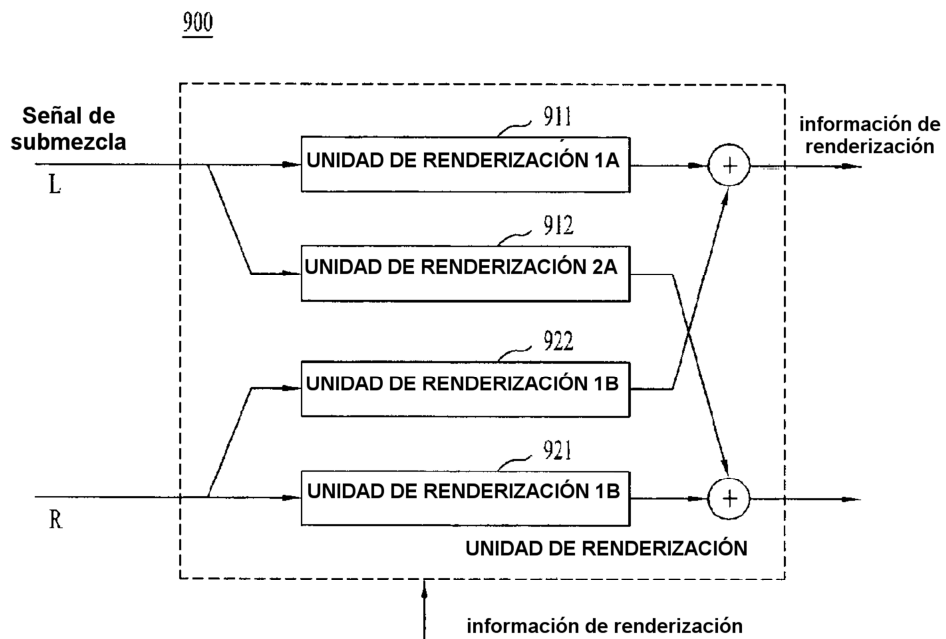 900
Señal de
submezcla
L
911
UNIDAD DE RENDERIZACIÓN 1A
información de
renderización
912
UNIDAD DE RENDERIZACIÓN 2A
922
UNIDAD DE RENDERIZACIÓN 1B
921
UNIDAD DE RENDERIZACIÓN 1B
R
UNIDAD DE RENDERIZACIÓN
información de renderización